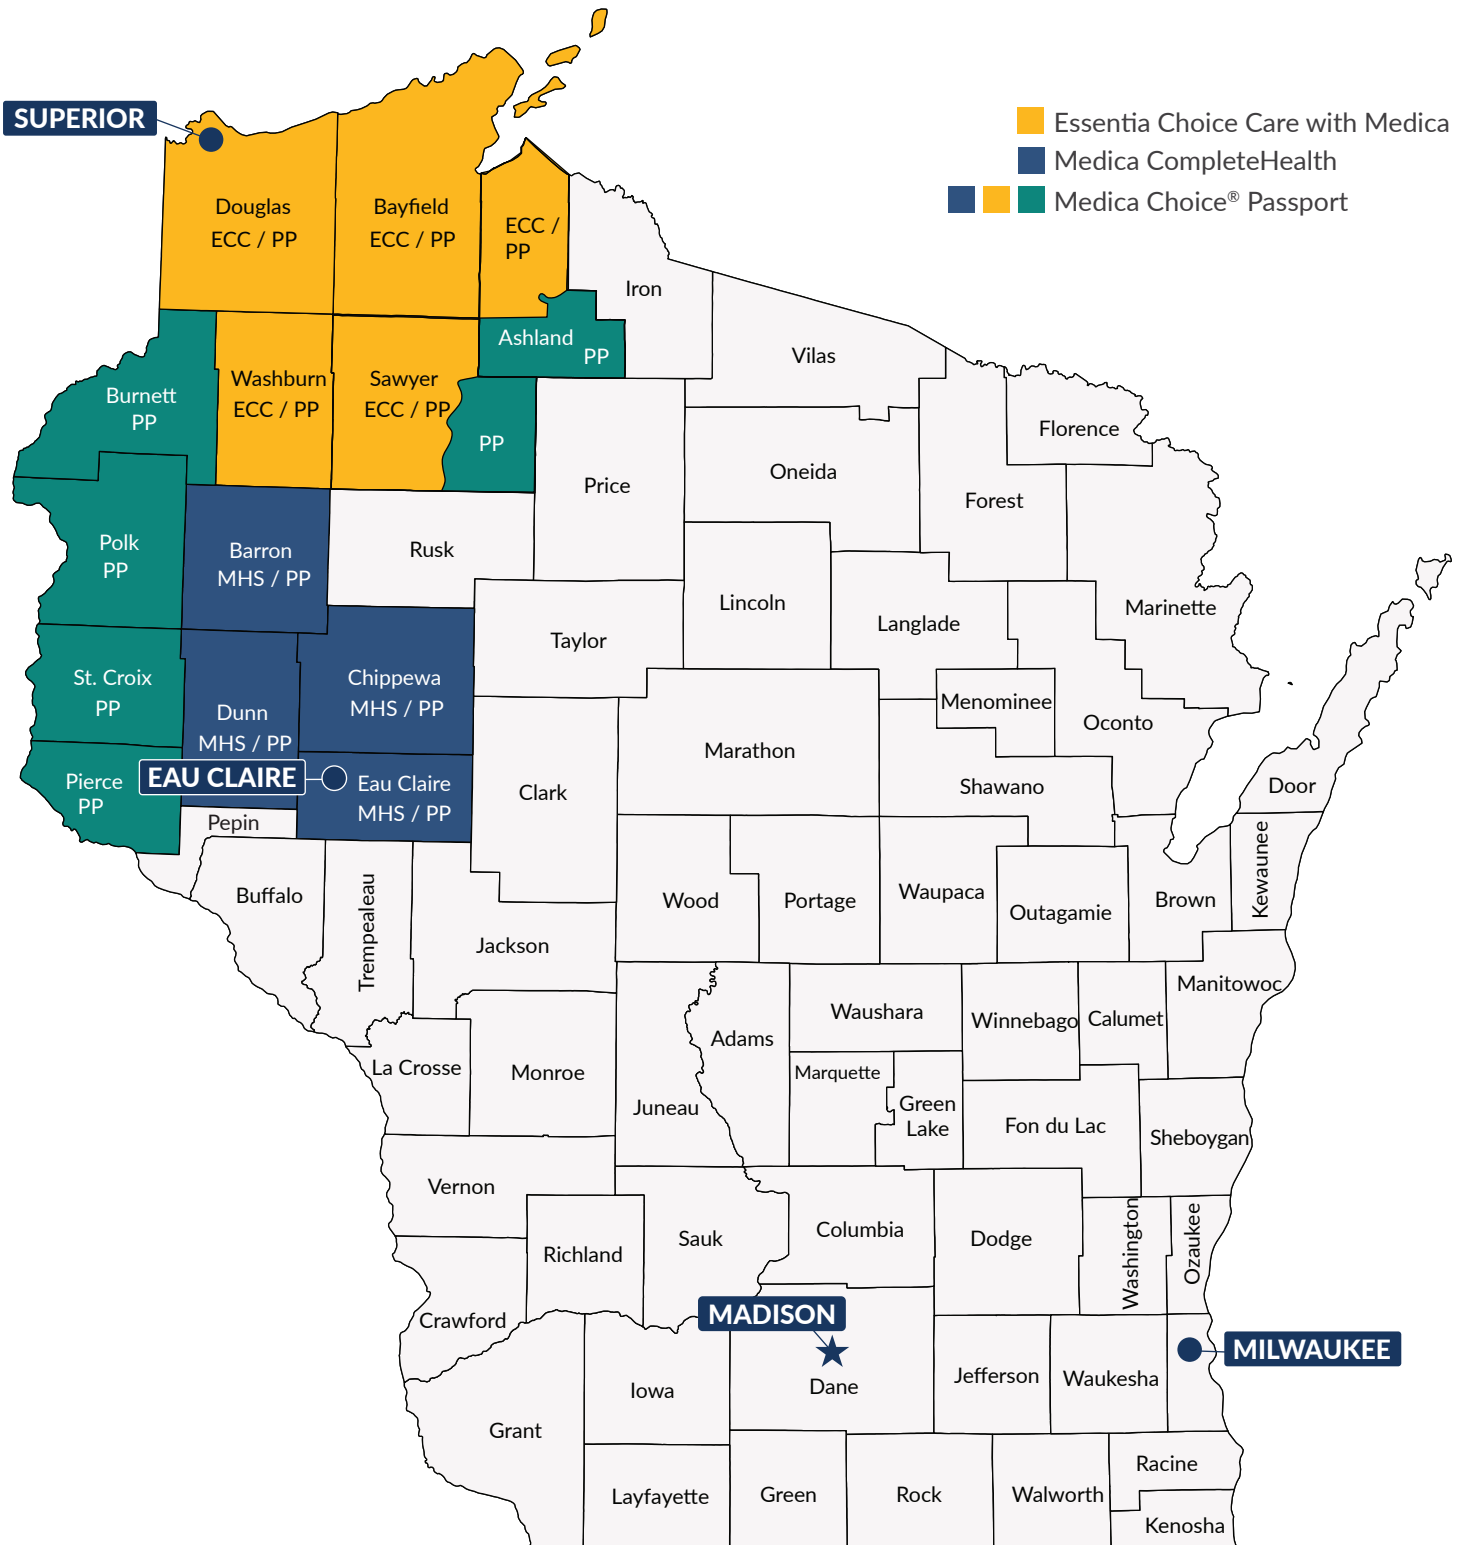 SUPERIOR
Essentia Choice Care with Medica
Medica CompleteHealth
Medica Choice® Passport
Douglas
ECC / PP
Bayfield
ECC / PP
ECC /
PP
Iron
Ashland
PP
Vilas
Burnett
PP
Washburn
ECC / PP
Sawyer
ECC / PP
PP
Price
Oneida
Florence
Forest
Polk
PP
Barron
MHS / PP
Rusk
Taylor
Lincoln
Langlade
Marinette
St. Croix
PP
Dunn
MHS / PP
Chippewa
MHS / PP
Menominee
Oconto
Marathon
Shawano
Door
Pierce
PP
EAU CLAIRE
Eau Claire
MHS / PP
Clark
Pepin
Buffalo
Trempealeau
Jackson
Wood
Portage
Waupaca
Outagamie
Brown
Kewaunee
Manitowoc
La Crosse
Monroe
Juneau
Adams
Waushara
Marquette
Green
Lake
Winnebago
Calumet
Fon du Lac
Sheboygan
Vernon
Richland
Sauk
Columbia
Dodge
Washington
Ozaukee
Crawford
MADISON
Dane
MILWAUKEE
Grant
Iowa
Jefferson
Waukesha
Layfayette
Green
Rock
Walworth
Racine
Kenosha